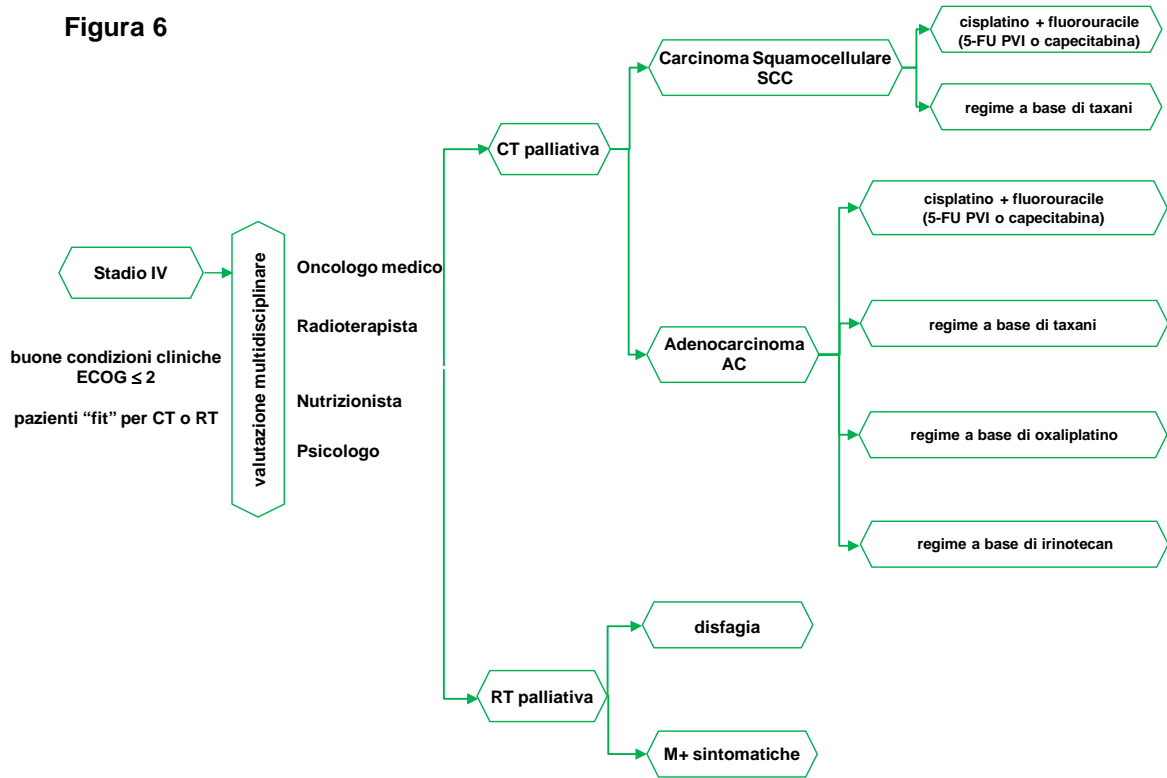 Figura 6
Stadio IV
buone condizioni cliniche
ECOG ≤ 2
pazienti “fit” per CT o RT
valutazione multidisciplinare
Oncologo medico
Radioterapista
Nutrizionista
Psicologo
CT palliativa
Carcinoma Squamocellulare
SCC
cisplatino + fluorouracile
(5-FU PVI o capecitabina)
regime a base di taxani
Adenocarcinoma
AC
cisplatino + fluorouracile
(5-FU PVI o capecitabina)
regime a base di taxani
regime a base di oxaliplatino
regime a base di irinotecan
RT palliativa
disfagia
M+ sintomatiche